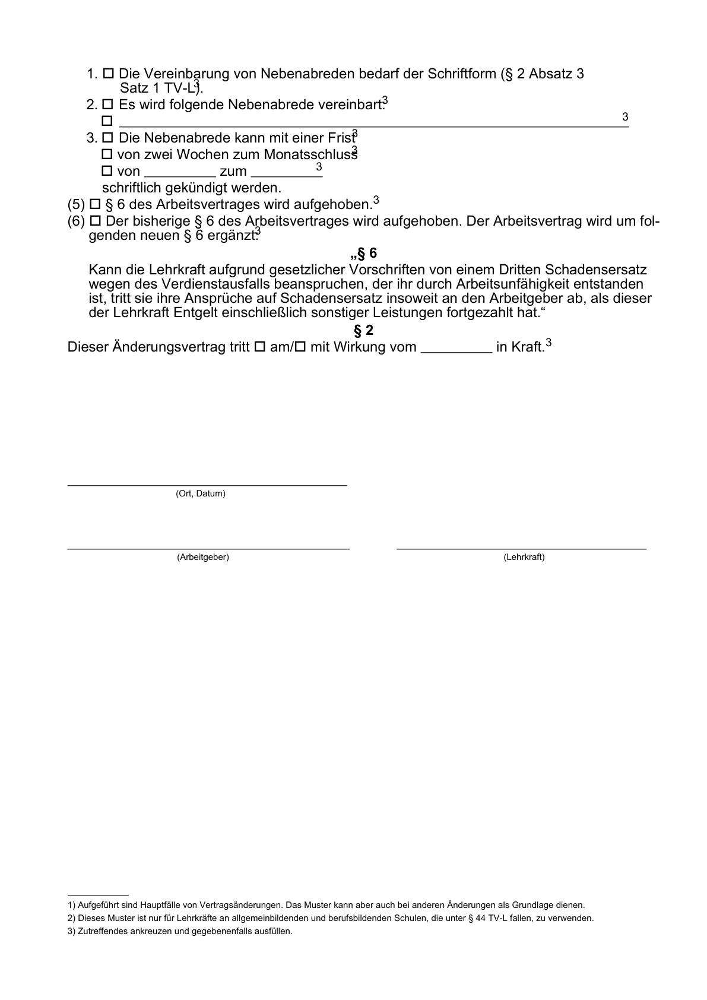 1. ☐ Die Vereinbarung von Nebenabreden bedarf der Schriftform (§ 2 Absatz 3
Satz 1 TV-L).3
2. ☐ Es wird folgende Nebenabrede vereinbart:3
☐ ____________________ 3
3. ☐ Die Nebenabrede kann mit einer Frist3
☐ von zwei Wochen zum Monatsschluss3
☐ von __________ zum __________3
schriftlich gekündigt werden.
(5) ☐ § 6 des Arbeitsvertrages wird aufgehoben.3
(6) ☐ Der bisherige § 6 des Arbeitsvertrages wird aufgehoben. Der Arbeitsvertrag wird um fol-
genden neuen § 6 ergänzt:3
„§ 6
Kann die Lehrkraft aufgrund gesetzlicher Vorschriften von einem Dritten Schadensersatz
wegen des Verdienstausfalls beanspruchen, der ihr durch Arbeitsunfähigkeit entstanden
ist, tritt sie ihre Ansprüche auf Schadensersatz insoweit an den Arbeitgeber ab, als dieser
der Lehrkraft Entgelt einschließlich sonstiger Leistungen fortgezahlt hat.“
§ 2
Dieser Änderungsvertrag tritt ☐ am/☐ mit Wirkung vom __________ in Kraft.3
(Ort, Datum)
(Arbeitgeber) (Lehrkraft)
1) Aufgeführt sind Hauptfälle von Vertragsänderungen. Das Muster kann aber auch bei anderen Änderungen als Grundlage dienen.
2) Dieses Muster ist nur für Lehrkräfte an allgemeinbildenden und berufsbildenden Schulen, die unter § 44 TV-L fallen, zu verwenden.
3) Zutreffendes ankreuzen und gegebenenfalls ausfüllen.